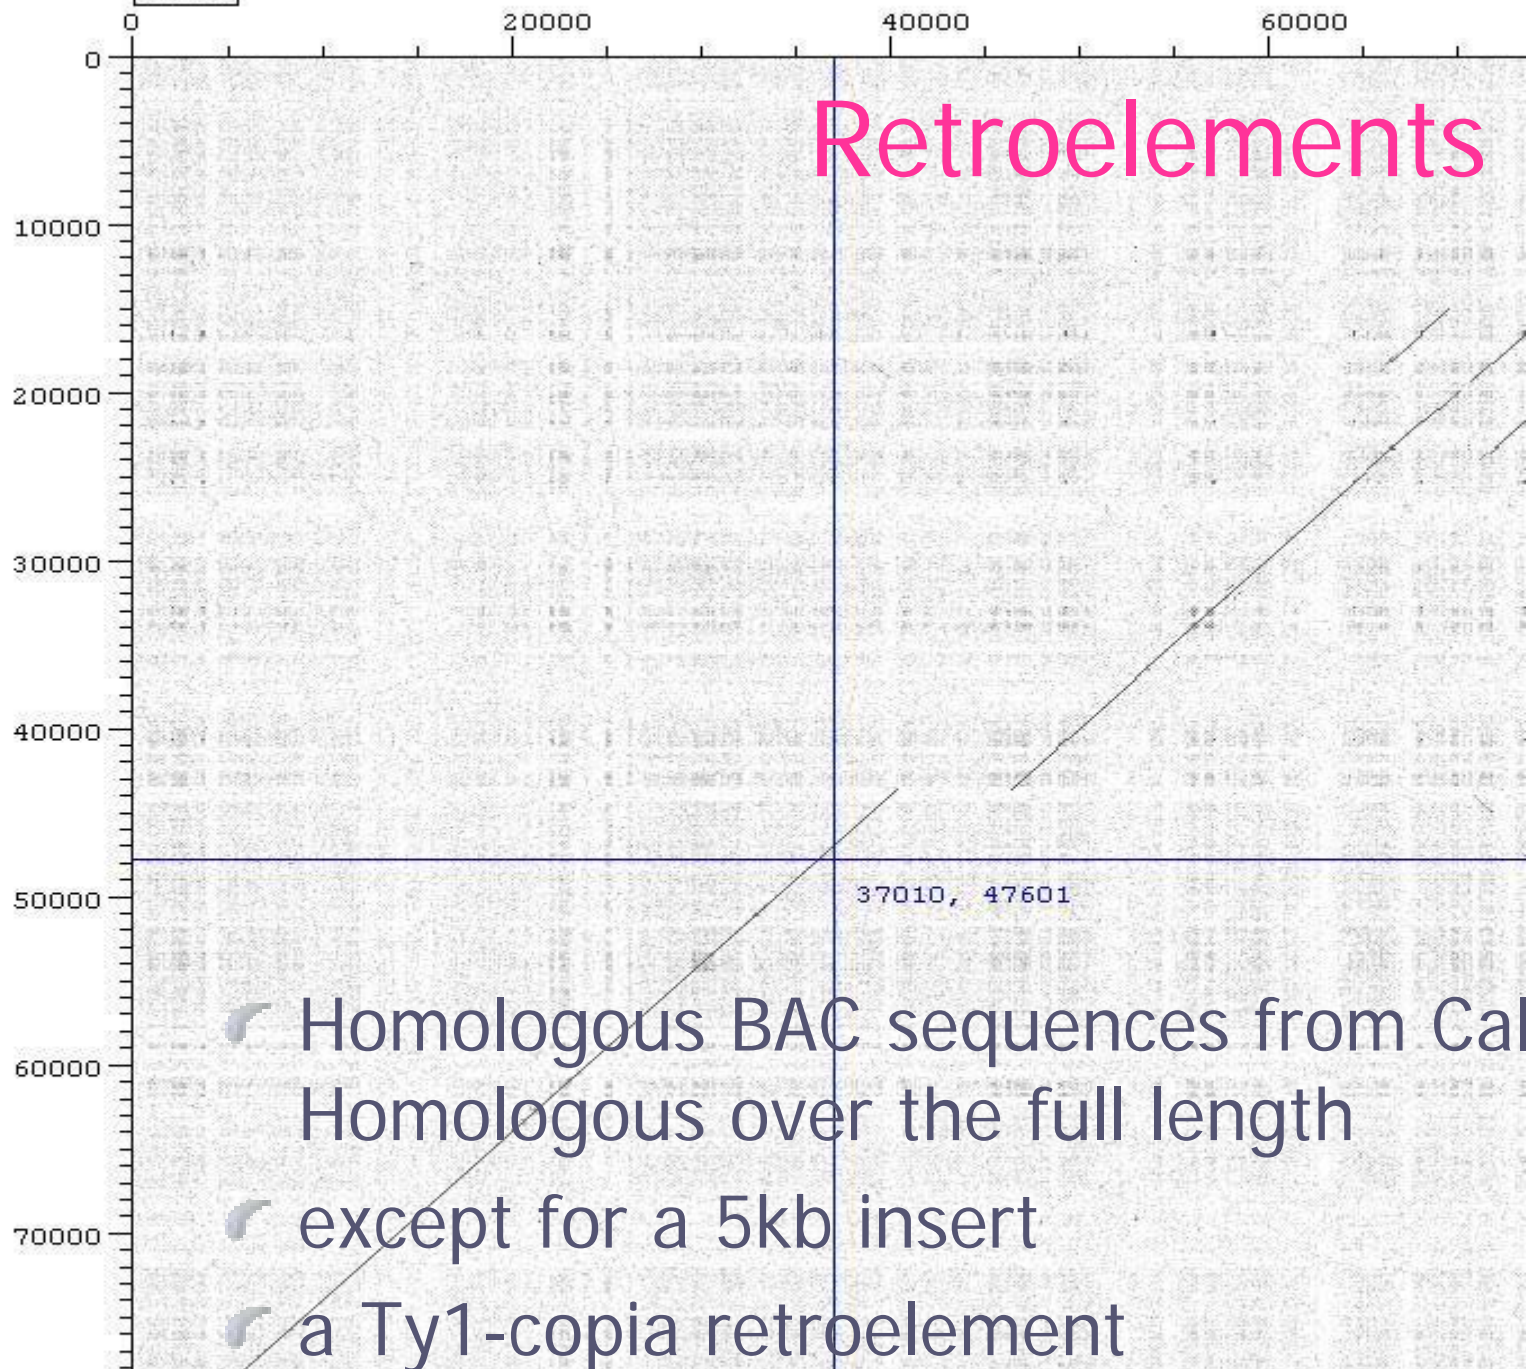 0 20000 40000 60000
0
Retroelements
10000
20000
30000
40000
50000
37010, 47601
Homologous BAC sequences from Cal
60000
Homologous over the full length
except for a 5kb insert
70000
a Ty1-copia retroelement